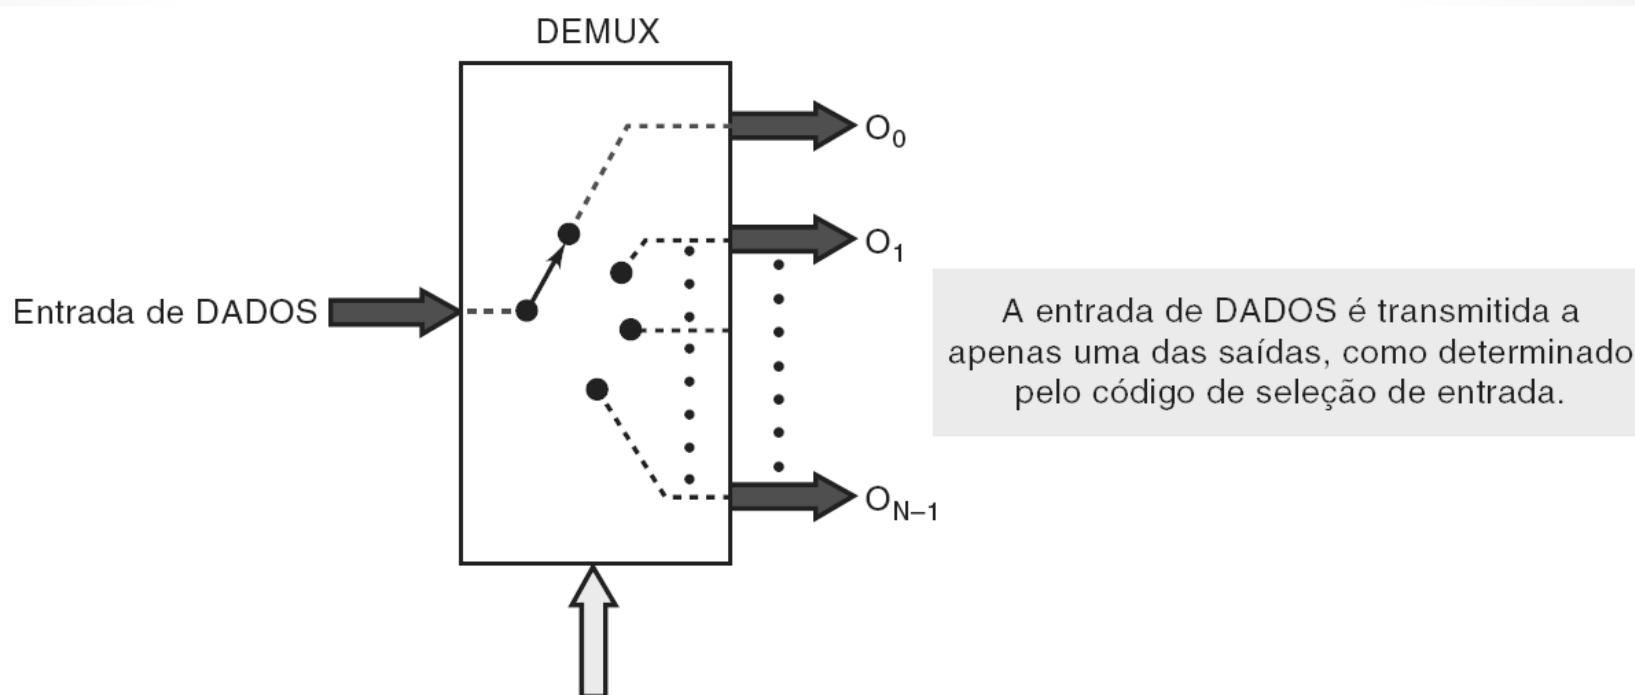 DEMUX
O0
O1
Entrada de DADOS
A entrada de DADOS é transmitida a
apenas uma das saídas, como determinado
pelo código de seleção de entrada.
ON–1